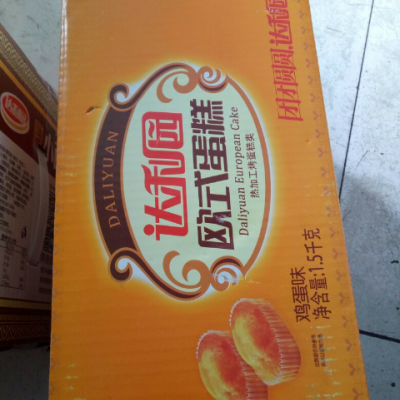 团团圆圆,达利园
DALIYUAN
达利园
欧式蛋糕
Daliyuan European Cake
热加工烤蛋糕类
鸡蛋味
净含量:1.5千克